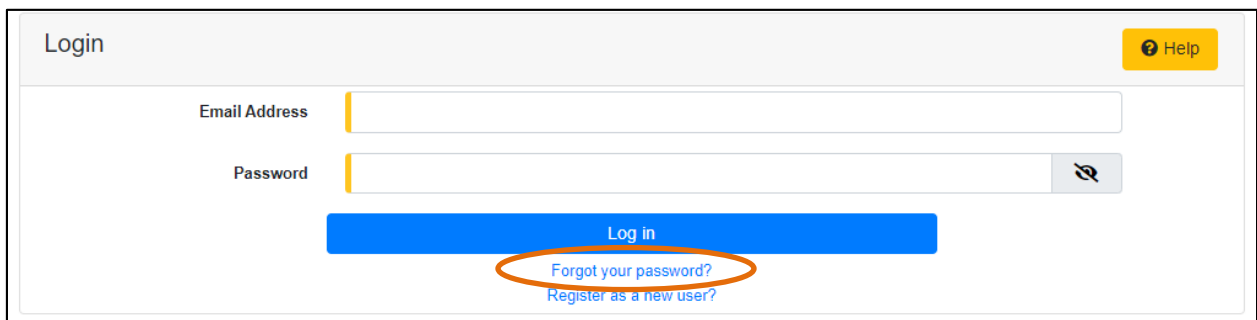 Login
Help
Email Address
Password
Log in
Forgot your password?
Register as a new user?